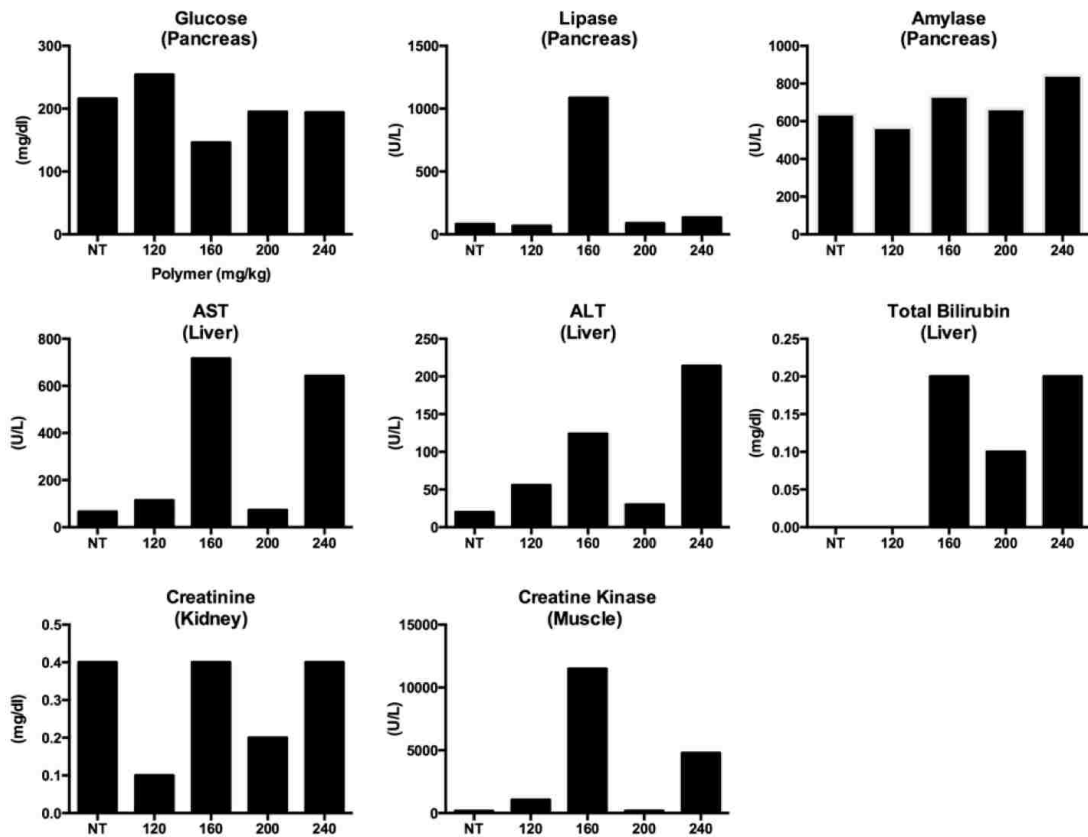 Glucose
(Pancreas)
300
200
100
0
(mg/dl)
NT 120 160 200 240
Polymer (mg/kg)
Lipase
(Pancreas)
1500
1000
500
0
(U/L)
NT 120 160 200 240
Amylase
(Pancreas)
1000
800
600
400
200
0
(U/L)
NT 120 160 200 240
AST
(Liver)
800
600
400
200
0
(U/L)
NT 120 160 200 240
ALT
(Liver)
250
200
150
100
50
0
(U/L)
NT 120 160 200 240
Total Bilirubin
(Liver)
0.25
0.20
0.15
0.10
0.05
0.00
(mg/dl)
NT 120 160 200 240
Creatinine
(Kidney)
0.5
0.4
0.3
0.2
0.1
0.0
(mg/dl)
NT 120 160 200 240
Creatine Kinase
(Muscle)
15000
10000
5000
0
(U/L)
NT 120 160 200 240